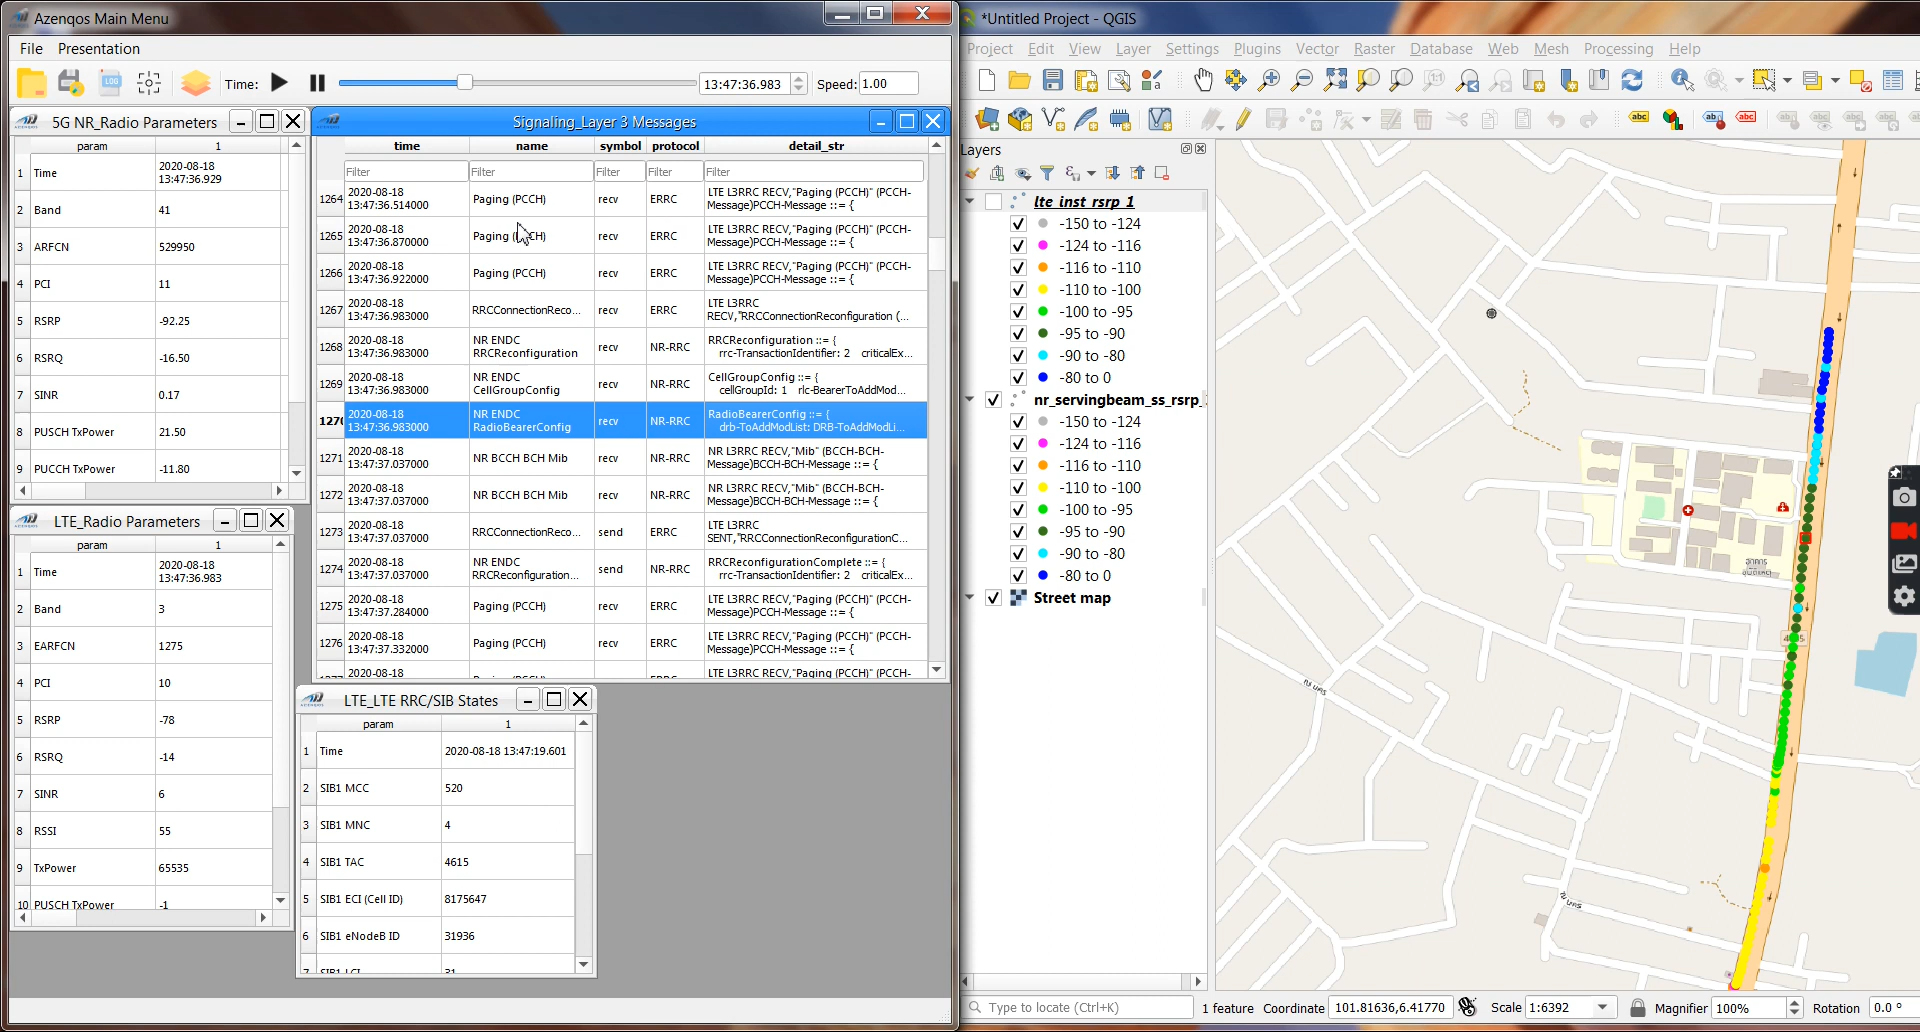 Azenqos Main Menu
File Presentation
Time: 13:47:36.983 Speed: 1.00
5G NR_Radio Parameters
param 1
1 Time 2020-08-18 13:47:36.929
2 Band 41
3 ARFCN 529950
4 PCI 11
5 RSRP -92.25
6 RSRQ -16.50
7 SINR 0.17
8 PUSCH TxPower 21.50
9 PUCCH TxPower -11.80
LTE_Radio Parameters
param 1
1 Time 2020-08-18 13:47:36.983
2 Band 3
3 EARFCN 1275
4 PCI 10
5 RSRP -78
6 RSRQ -14
7 SINR 6
8 RSSI 55
9 TxPower 65535
10 PUSCH TxPower -1
Signaling_Layer 3 Messages
time name symbol protocol detail_str
Filter Filter Filter Filter Filter
1264 2020-08-18 13:47:36.514000 Paging (PCCH) recv ERRC LTE L3RRC RECV,"Paging (PCCH)" (PCCH-Message)PCCH-Message ::= {
1265 2020-08-18 13:47:36.870000 Paging (PCCH) recv ERRC LTE L3RRC RECV,"Paging (PCCH)" (PCCH-Message)PCCH-Message ::= {
1266 2020-08-18 13:47:36.922000 Paging (PCCH) recv ERRC LTE L3RRC RECV,"Paging (PCCH)" (PCCH-Message)PCCH-Message ::= {
1267 2020-08-18 13:47:36.983000 RRCConnectionReco... recv ERRC LTE L3RRC RECV,"RRCConnectionReconfiguration (...
1268 2020-08-18 13:47:36.983000 NR ENDC RRCReconfiguration recv NR-RRC RRCReconfiguration ::= { rrc-TransactionIdentifier: 2 criticalEx...
1269 2020-08-18 13:47:36.983000 NR ENDC CellGroupConfig recv NR-RRC CellGroupConfig ::= { cellGroupId: 1 rlc-BearerToAddMod...
1270 2020-08-18 13:47:36.983000 NR ENDC RadioBearerConfig recv NR-RRC RadioBearerConfig ::= { drb-ToAddModList: DRB-ToAddModLi...
1271 2020-08-18 13:47:37.037000 NR BCCH BCH Mib recv NR-RRC NR L3RRC RECV,"Mib" (BCCH-BCH-Message)BCCH-BCH-Message ::= {
1272 2020-08-18 13:47:37.037000 NR BCCH BCH Mib recv NR-RRC NR L3RRC RECV,"Mib" (BCCH-BCH-Message)BCCH-BCH-Message ::= {
1273 2020-08-18 13:47:37.037000 RRCConnectionReco... send ERRC LTE L3RRC SENT,"RRCConnectionReconfigurationC...
1274 2020-08-18 13:47:37.037000 NR ENDC RRCReconfiguration... send NR-RRC RRCReconfigurationComplete ::= { rrc-TransactionIdentifier: 2 criticalEx...
1275 2020-08-18 13:47:37.284000 Paging (PCCH) recv ERRC LTE L3RRC RECV,"Paging (PCCH)" (PCCH-Message)PCCH-Message ::= {
1276 2020-08-18 13:47:37.332000 Paging (PCCH) recv ERRC LTE L3RRC RECV,"Paging (PCCH)" (PCCH-Message)PCCH-Message ::= {
2020-08-18 LTE L3RRC RECV,"Paging (PCCH)" (PCCH-
LTE_LTE RRC/SIB States
param 1
1 Time 2020-08-18 13:47:19.601
2 SIB1 MCC 520
3 SIB1 MNC 4
4 SIB1 TAC 4615
5 SIB1 ECI (Cell ID) 8175647
6 SIB1 eNodeB ID 31936
7 SIB1 LCI 31
*Untitled Project - QGIS
Project Edit View Layer Settings Plugins Vector Raster Database Web Mesh Processing Help
Layers
lte_inst_rsrp_1
-150 to -124
-124 to -116
-116 to -110
-110 to -100
-100 to -95
-95 to -90
-90 to -80
-80 to 0
nr_servingbeam_ss_rsrp_
-150 to -124
-124 to -116
-116 to -110
-110 to -100
-100 to -95
-95 to -90
-90 to -80
-80 to 0
Street map
Type to locate (Ctrl+K) 1 feature Coordinate 101.81636,6.41770 Scale 1:6392 Magnifier 100% Rotation 0.0 °